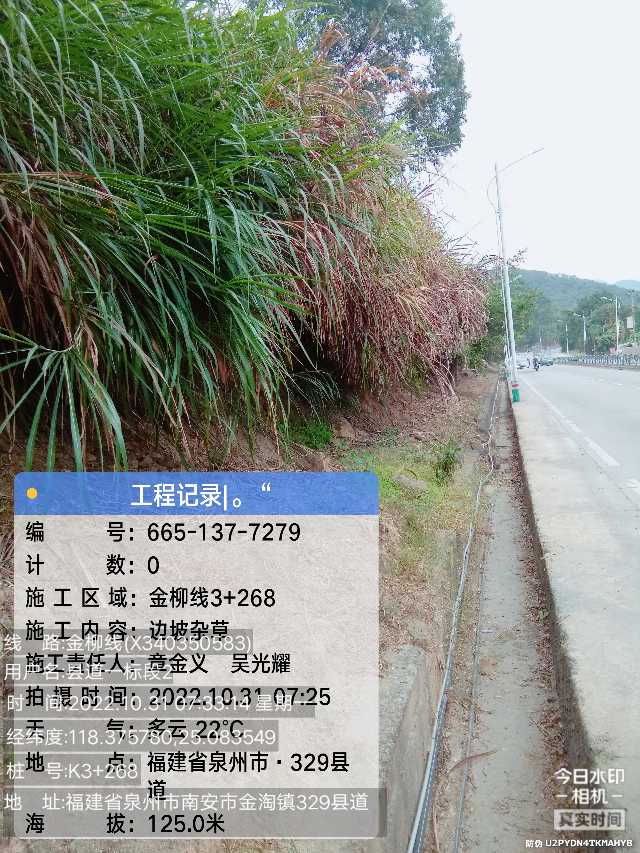 工程记录|。“
编 号：665-137-7279
计 数：0
施工区域：金柳线3+268
施工内容：边坡杂草
线 路:金柳线(X340350583)
施工责任人：章金义 吴光耀
用户名:县道一标段2
拍摄时间：2022.10.31 07:25
时 间:2022.10.31 07:33:14 星期一
天 气：多云 22℃
经纬度:118.375780,25.083549
地 点：福建省泉州市·329县道
桩 号:K3+268
地 址:福建省泉州市南安市金淘镇329县道
海 拔：125.0米
今日水印
相机
真实时间
防伪 U2PYDN4TKMAHYB